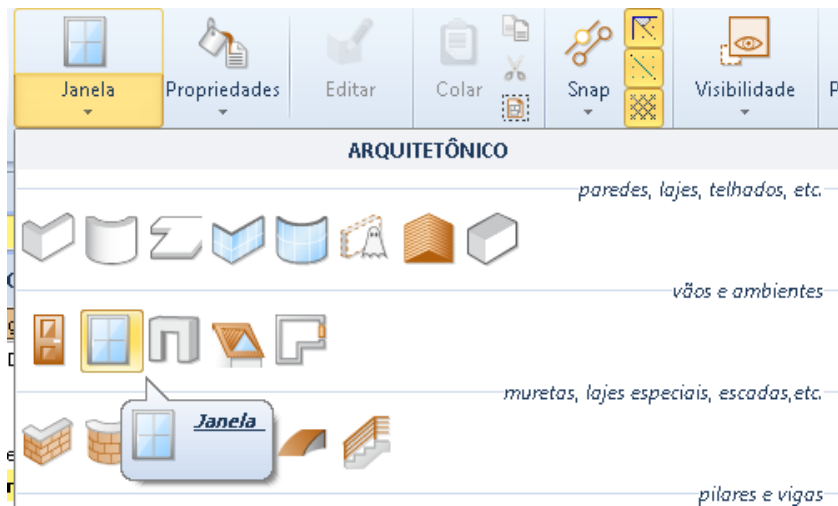 Janela
Propriedades
Editar
Colar
Snap
Visibilidade
ARQUITETÔNICO
paredes, lajes, telhados, etc.
vãos e ambientes
muretas, lajes especiais, escadas,etc.
Janela
pilares e vigas